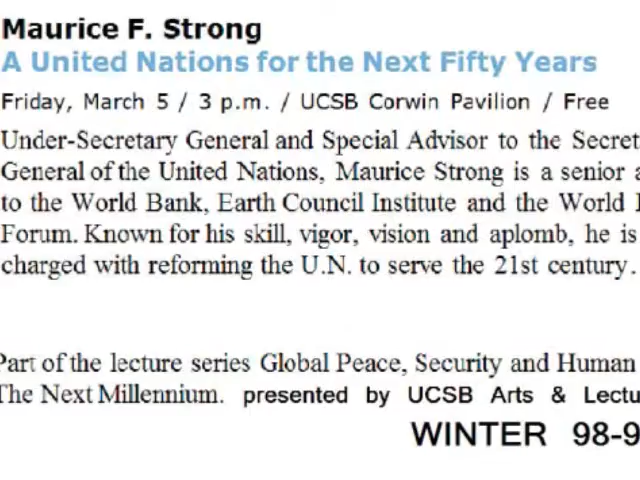 Maurice F. Strong
A United Nations for the Next Fifty Years
Friday, March 5 / 3 p.m. / UCSB Corwin Pavilion / Free
Under-Secretary General and Special Advisor to the Secret
General of the United Nations, Maurice Strong is a senior a
to the World Bank, Earth Council Institute and the World
Forum. Known for his skill, vigor, vision and aplomb, he is
charged with reforming the U.N. to serve the 21st century.
Part of the lecture series Global Peace, Security and Human
The Next Millennium. presented by UCSB Arts & Lectu
WINTER 98-9